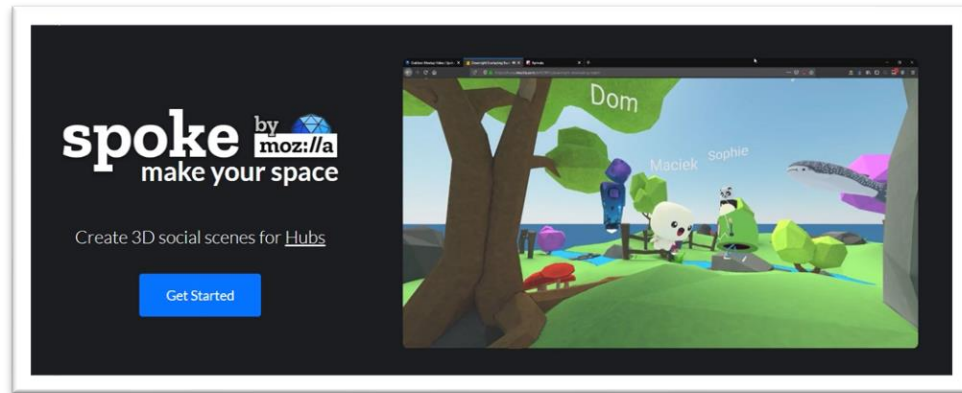 spoke by
moz://a
make your space
Create 3D social scenes for Hubs
Get Started
Dom
Maciek
Sophie